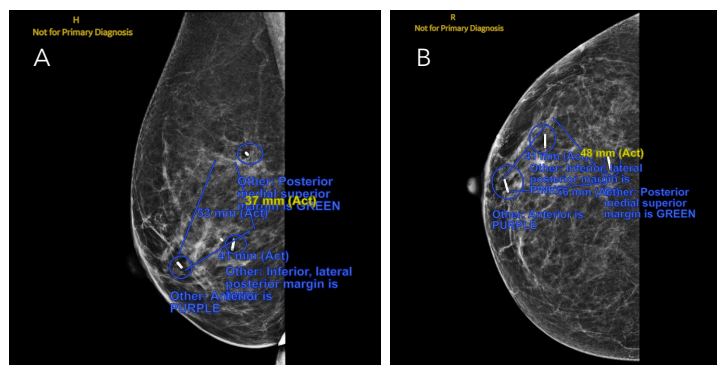 H
Not for Primary Diagnosis
A
Other: Posterior
medial superior
margin is GREEN
37 mm (Act)
53 mm (Act)
41 mm (Act)
Other: Inferior, lateral
posterior margin is
Other: Anterior is
PURPLE
R
Not for Primary Diagnosis
B
48 mm (Act)
Other: Inferior, lateral
posterior margin is
mm (Act)
Other: Posterior
medial superior
margin is GREEN
Other: Anterior is
PURPLE